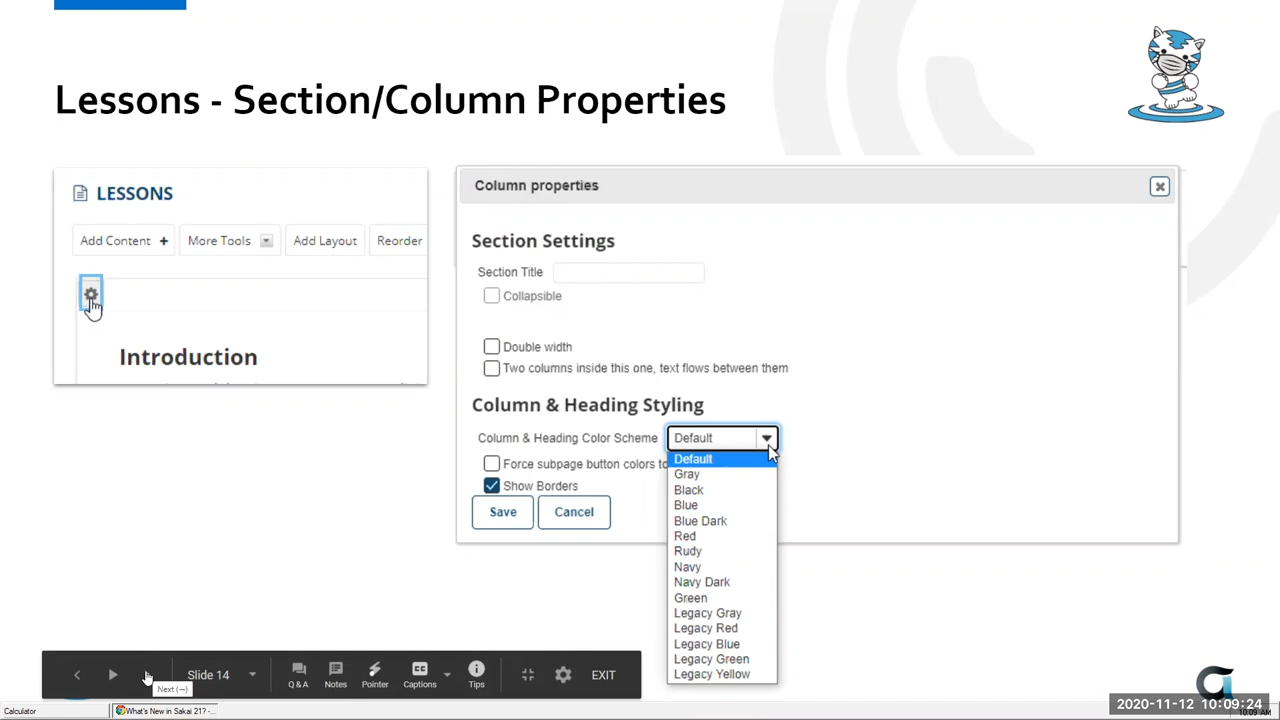 Lessons - Section/Column Properties
LESSONS
Add Content +
More Tools
Add Layout
Reorder
Introduction
Column properties
Section Settings
Section Title
Collapsible
Double width
Two columns inside this one, text flows between them
Column & Heading Styling
Column & Heading Color Scheme
Default
Force subpage button colors to
Show Borders
Save
Cancel
Default
Gray
Black
Blue
Blue Dark
Red
Rudy
Navy
Navy Dark
Green
Legacy Gray
Legacy Red
Legacy Blue
Legacy Green
Legacy Yellow
Slide 14
Q & A
Notes
Pointer
Captions
Tips
EXIT
Next (→)
Calculator
What's New in Sakai 21? -...
2020-11-12 10:09:24
10:09 AM